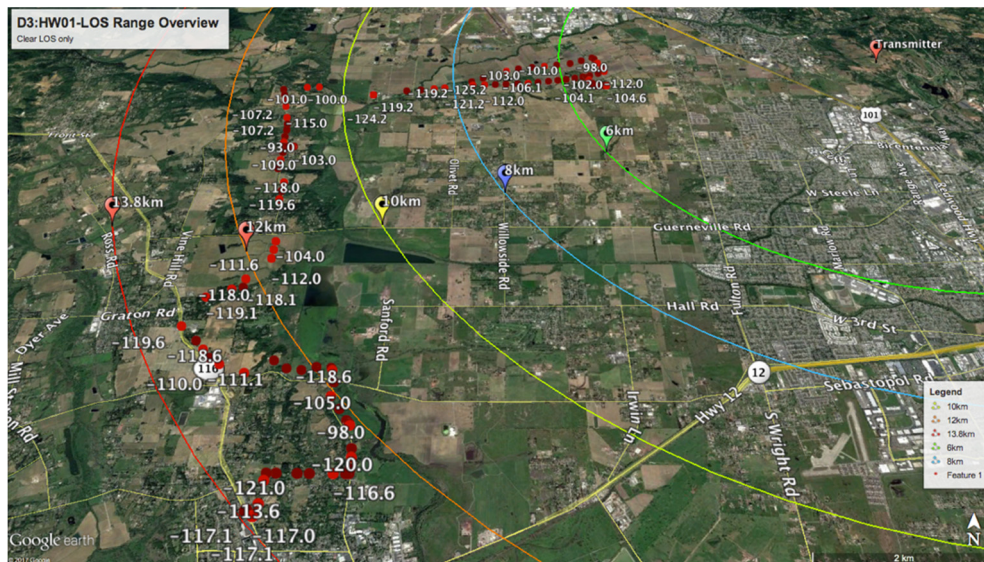 D3:HW01-LOS Range Overview
Clear LOS only
Transmitter
-98.0
-103.0
101.0
-102.0
-112.0
-106.1
-119.2
125.2
-104.1
-104.6
-101.0
-100.0
-119.2
121.2
-112.0
-107.2
-124.2
-115.0
101
-107.2
6km
-93.0
-103.0
-109.0
Olivet Rd
8km
-118.0
W Steele Ln
-119.6
13.8km
10km
12km
Guerneville Rd
Willowside Rd
Ross Rd
Vine Hill Rd
-104.0
-111.6
-112.0
Fulton Rd
118.0
-118.1
Hall Rd
-119.1
Graton Rd
Sanford Rd
W 3rd St
Dyer Ave
-119.6
-118.6
116
-110.0
-111.1
-118.6
12
Sebastopol Rd
Legend
10km
12km
13.8km
6km
8km
Feature 1
-105.0
Irwin Ln
Hwy 12
S Wright Rd
-98.0
-120.0
-121.0
-116.6
-113.6
-117.1
-117.0
-117.1
Google earth
© 2017 Google
N
2 km